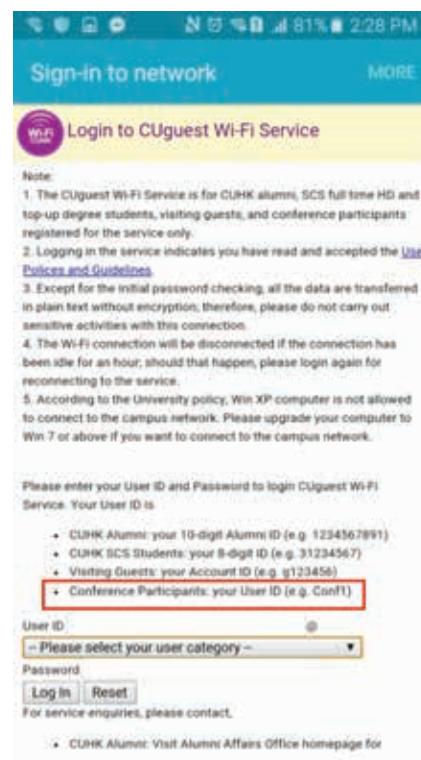 81% 2:28 PM
Sign-in to network MORE
Wi-Fi Login to CUguest Wi-Fi Service
Note:
1. The CUguest Wi-Fi Service is for CUHK alumni, SCS full time HD and
top-up degree students, visiting guests, and conference participants
registered for the service only.
2. Logging in the service indicates you have read and accepted the Use
Polices and Guidelines.
3. Except for the initial password checking, all the data are transferred
in plain text without encryption, therefore, please do not carry out
sensitive activities with this connection.
4. The Wi-Fi connection will be disconnected if the connection has
been idle for an hour; should that happen, please login again for
reconnecting to the service.
5. According to the University policy, Win XP computer is not allowed
to connect to the campus network. Please upgrade your computer to
Win 7 or above if you want to connect to the campus network.
Please enter your User ID and Password to login CUguest Wi-Fi
Service. Your User ID is
• CUHK Alumni: your 10-digit Alumni ID (e.g. 1234567891)
• CUHK SCS Students: your 8-digit ID (e.g. 31234567)
• Visiting Guests: your Account ID (e.g. g123456)
• Conference Participants: your User ID (e.g. Conf1)
User ID @
-- Please select your user category --
Password
Log In Reset
For service enquiries, please contact,
• CUHK Alumni: Visit Alumni Affairs Office homepage for